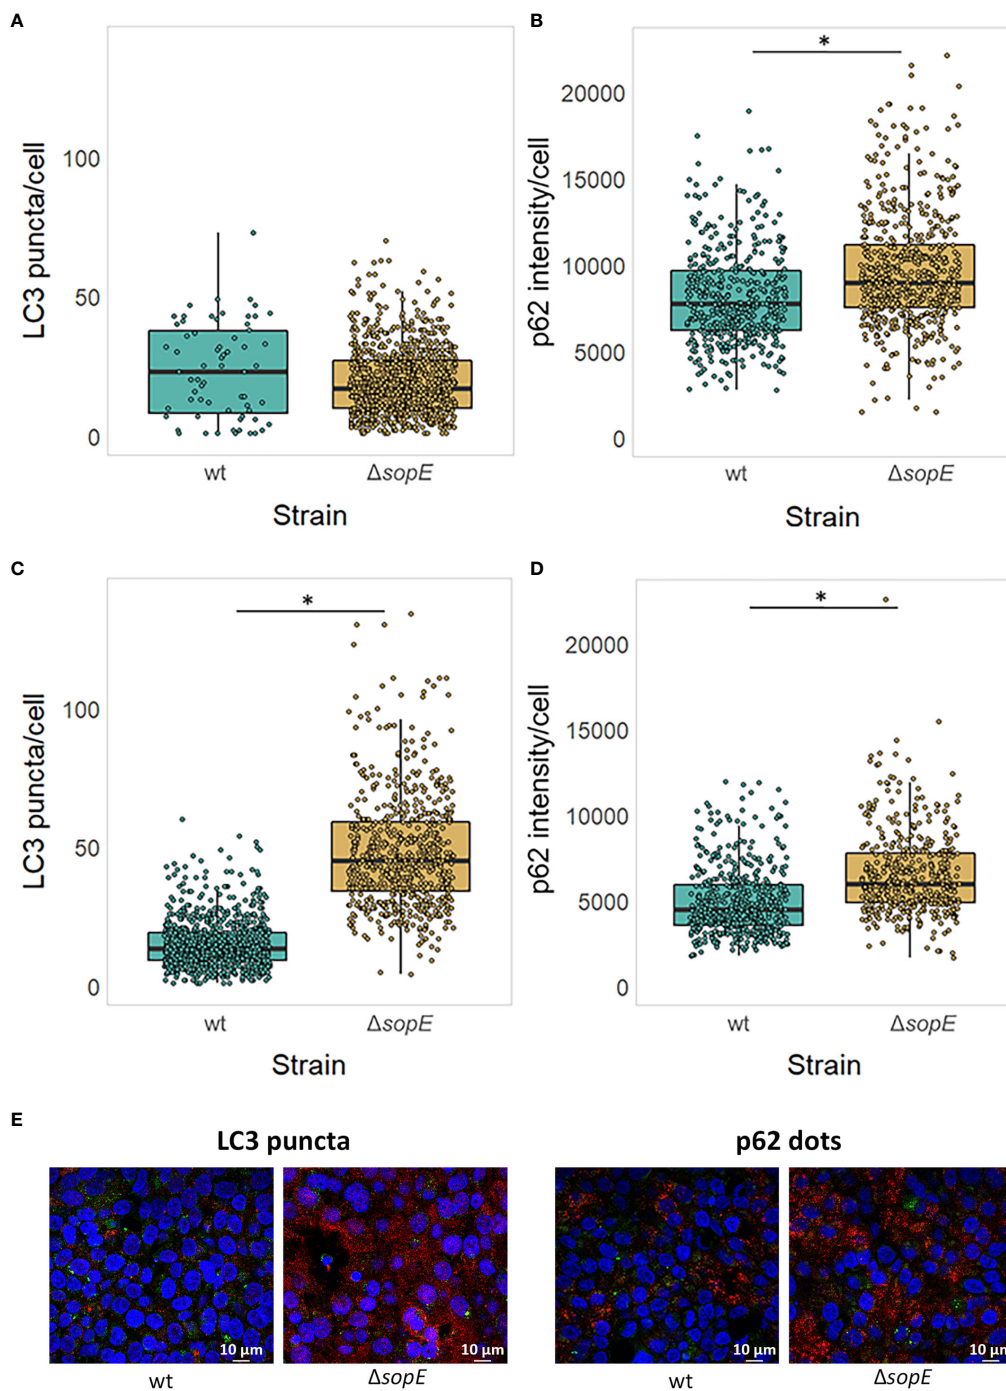 A
B
*
LC3 puncta/cell
100
50
0
wt
ΔsopE
Strain
p62 intensity/cell
20000
15000
10000
5000
0
wt
ΔsopE
Strain
C
D
*
*
LC3 puncta/cell
100
50
0
wt
ΔsopE
Strain
p62 intensity/cell
20000
15000
10000
5000
0
wt
ΔsopE
Strain
E
LC3 puncta
p62 dots
10 µm
10 µm
10 µm
10 µm
wt
ΔsopE
wt
ΔsopE